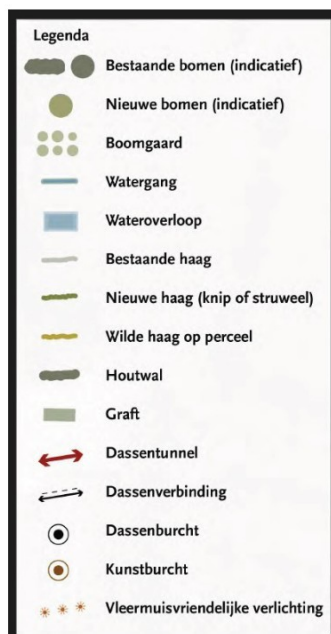 Legenda
Bestaande bomen (indicatief)
Nieuwe bomen (indicatief)
Boomgaard
Watergang
Wateroverloop
Bestaande haag
Nieuwe haag (knip of struweel)
Wilde haag op perceel
Houtwal
Graft
Dassentunnel
Dassenverbinding
Dassenburcht
Kunstburcht
Vleermuisvriendelijke verlichting